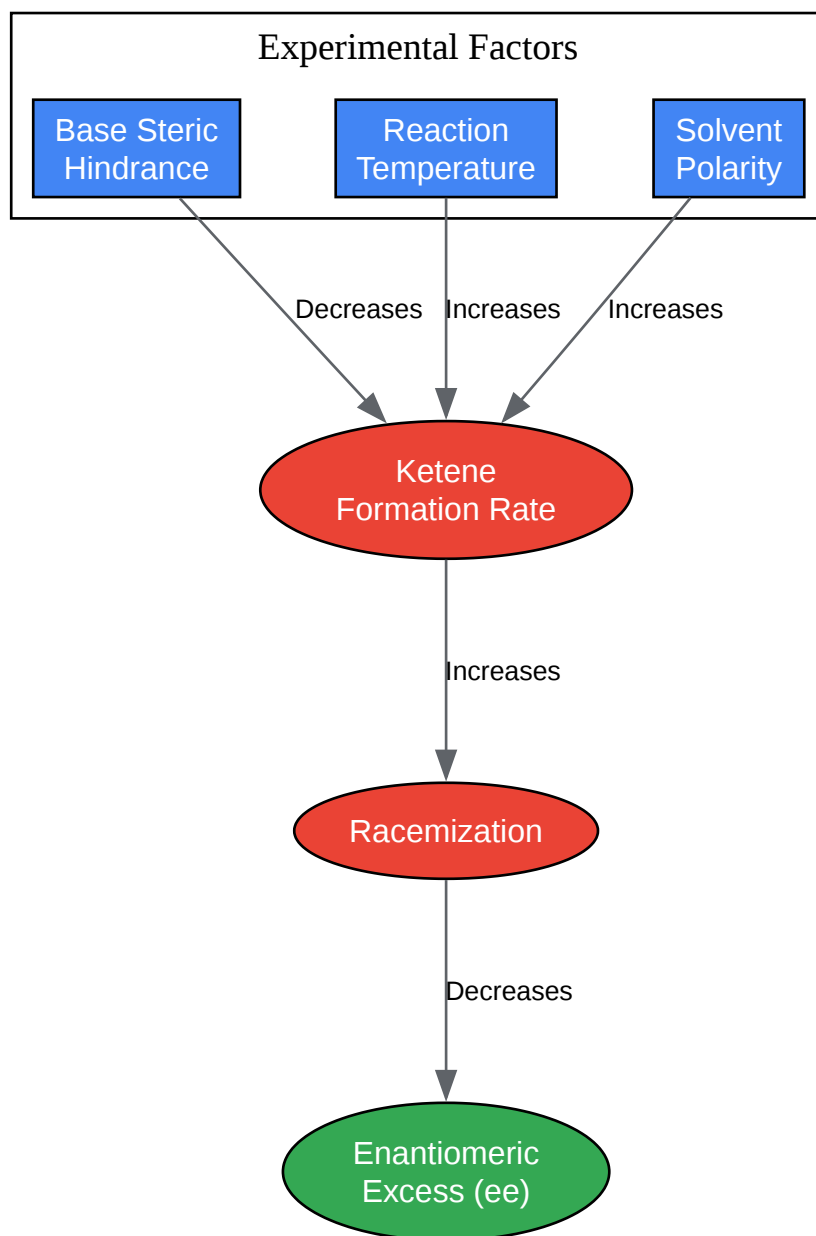 Experimental Factors
Base Steric
Hindrance
Reaction
Temperature
Solvent
Polarity
Decreases
Increases
Increases
Ketene
Formation Rate
Increases
Racemization
Decreases
Enantiomeric
Excess (ee)